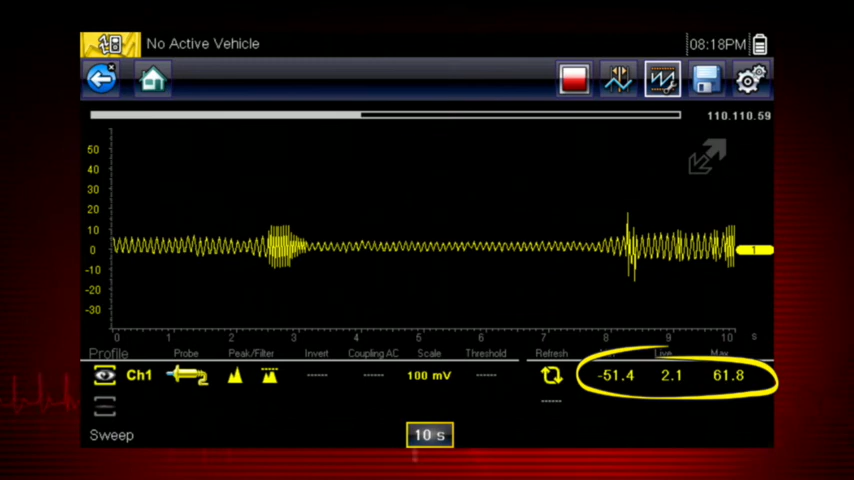 No Active Vehicle
08:18PM
110.110.59
50
40
30
20
10
0
-10
-20
-30
1
0 1 2 3 4 5 6 7 8 9 10 s
Profile Probe Peak/Filter Invert Coupling AC Scale Threshold Refresh Live Max
Ch1 ----- ----- 100 mV ----- -51.4 2.1 61.8
-----
Sweep 10 s